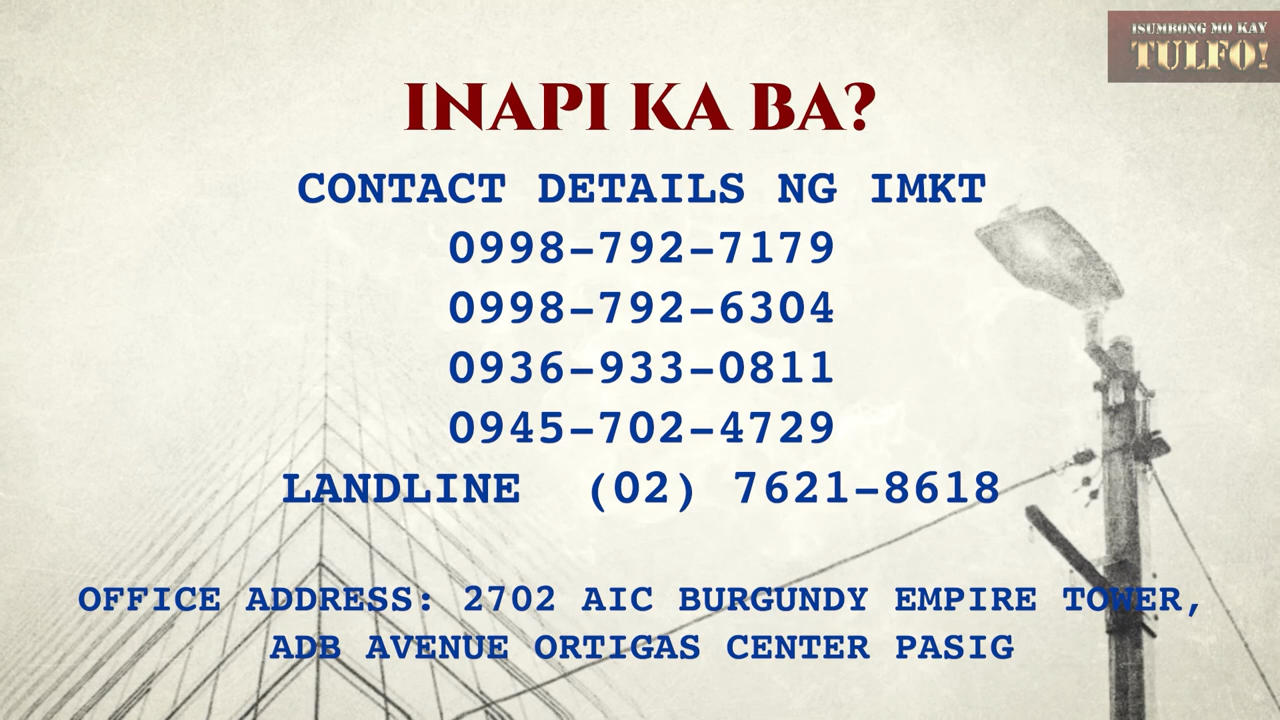 ISUMBONG MO KAY
TULFO!
INAPI KA BA?
CONTACT DETAILS NG IMKT
0998-792-7179
0998-792-6304
0936-933-0811
0945-702-4729
LANDLINE (02) 7621-8618
OFFICE ADDRESS: 2702 AIC BURGUNDY EMPIRE TOWER,
ADB AVENUE ORTIGAS CENTER PASIG